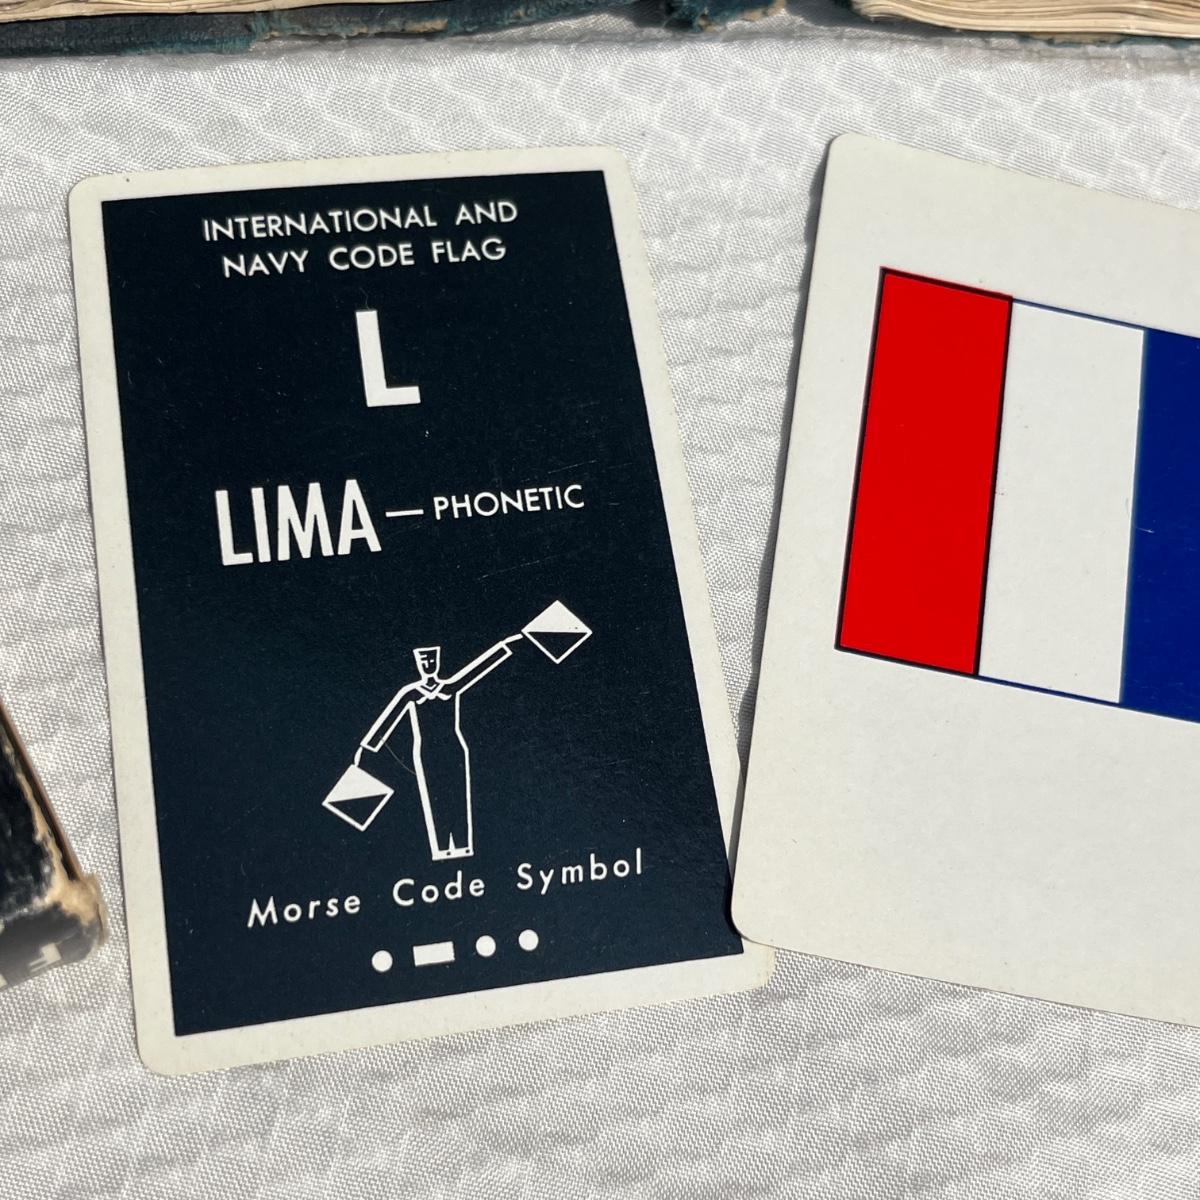 INTERNATIONAL AND
NAVY CODE FLAG
L
LIMA — PHONETIC
Morse Code Symbol